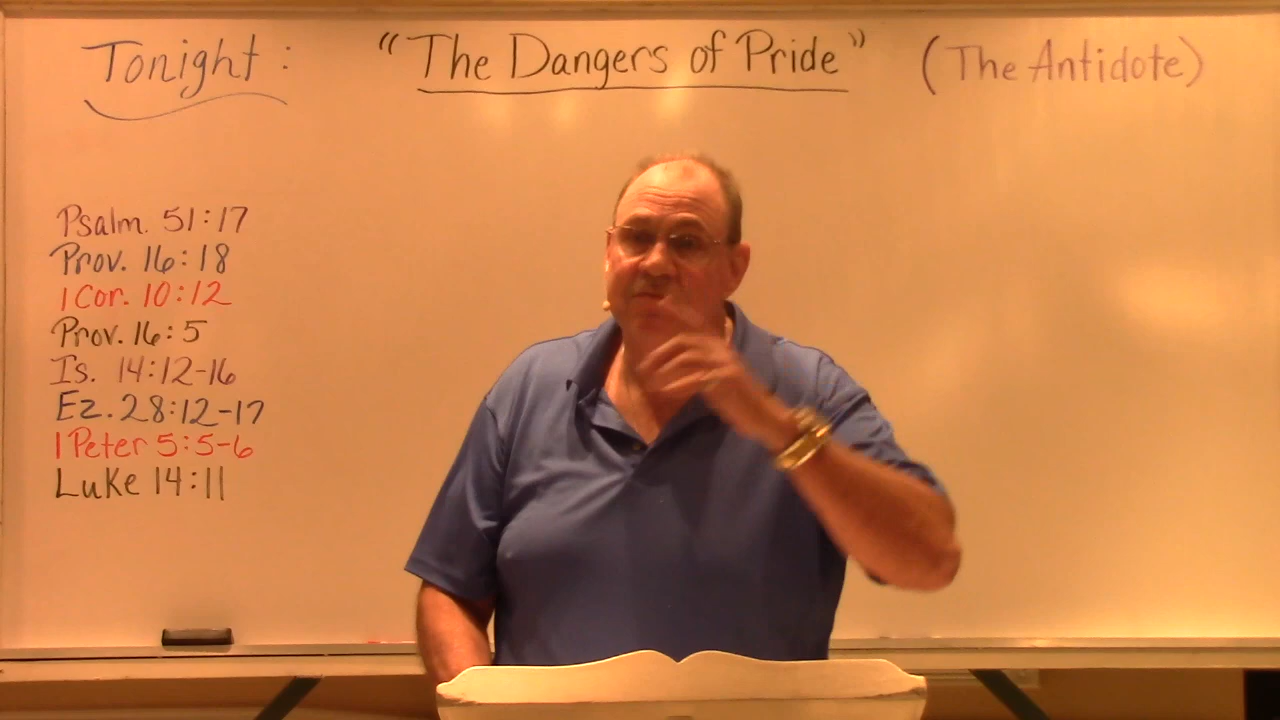 Tonight: "The Dangers of Pride" (The Antidote)
Psalm. 51:17
Prov. 16:18
1 Cor. 10:12
Prov. 16:5
Is. 14:12-16
Ez. 28:12-17
1 Peter 5:5-6
Luke 14:11